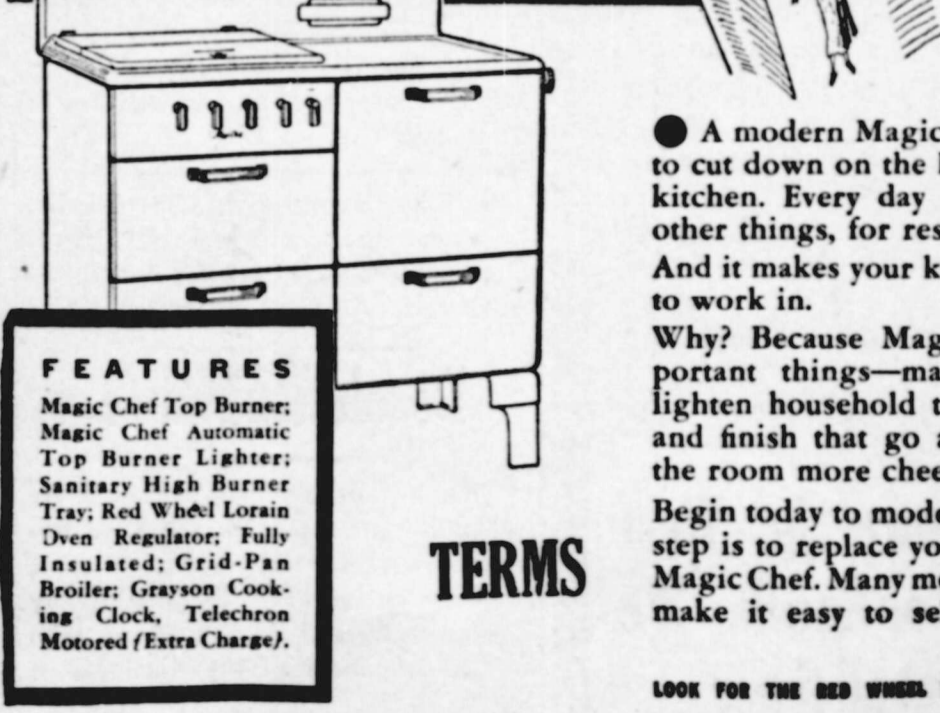 FEATURES
Magic Chef Top Burner;
Magic Chef Automatic
Top Burner Lighter;
Sanitary High Burner
Tray; Red Wheel Lorain
Oven Regulator; Fully
Insulated; Grid-Pan
Broiler; Grayson Cook-
ing Clock, Telechron
Motored (Extra Charge).
TERMS
● A modern Magic
to cut down on the
kitchen. Every day
other things, for res
And it makes your k
to work in.
Why? Because Mag
portant things—ma
lighten household t
and finish that go a
the room more chee
Begin today to mode
step is to replace yo
Magic Chef. Many mo
make it easy to se
LOOK FOR THE RED WHEEL